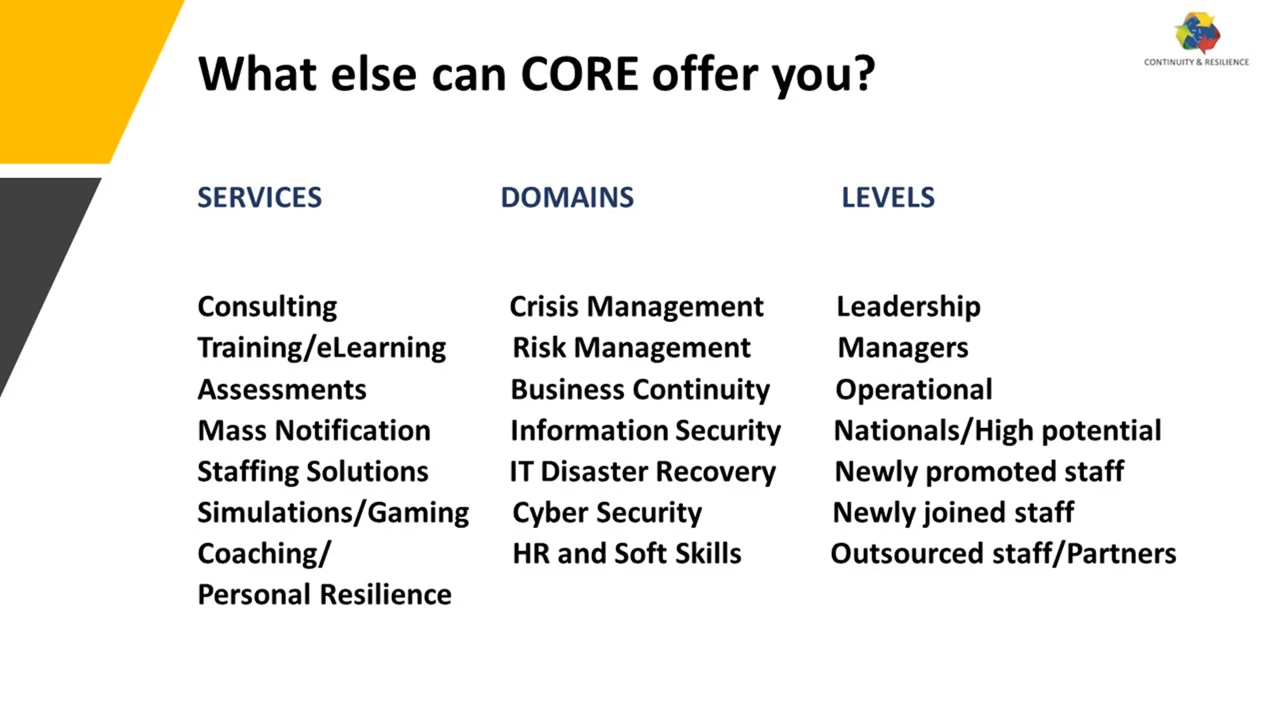 What else can CORE offer you?
CONTINUITY & RESILIENCE
SERVICES DOMAINS LEVELS
Consulting Crisis Management Leadership
Training/eLearning Risk Management Managers
Assessments Business Continuity Operational
Mass Notification Information Security Nationals/High potential
Staffing Solutions IT Disaster Recovery Newly promoted staff
Simulations/Gaming Cyber Security Newly joined staff
Coaching/ HR and Soft Skills Outsourced staff/Partners
Personal Resilience